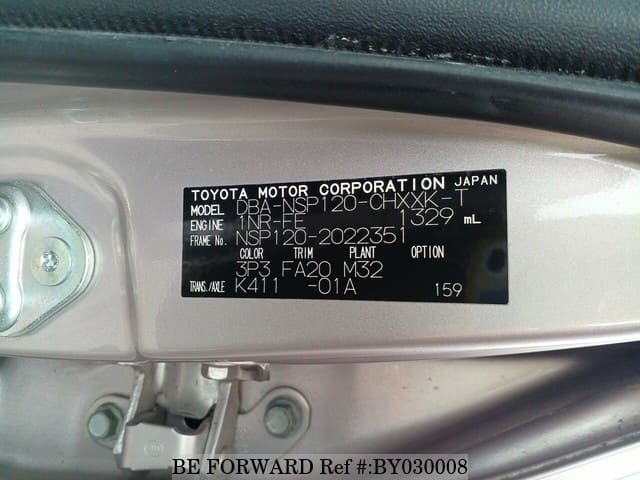 TOYOTA MOTOR CORPORATION JAPAN
MODEL DBA-NSP120-CHXXK-T
ENGINE 1NR-FE 1329 mL
FRAME No. NSP120-2022351
COLOR TRIM PLANT OPTION
3P3 FA20 M32
TRANS./AXLE K411 -01A 159
BE FORWARD Ref #:BY030008